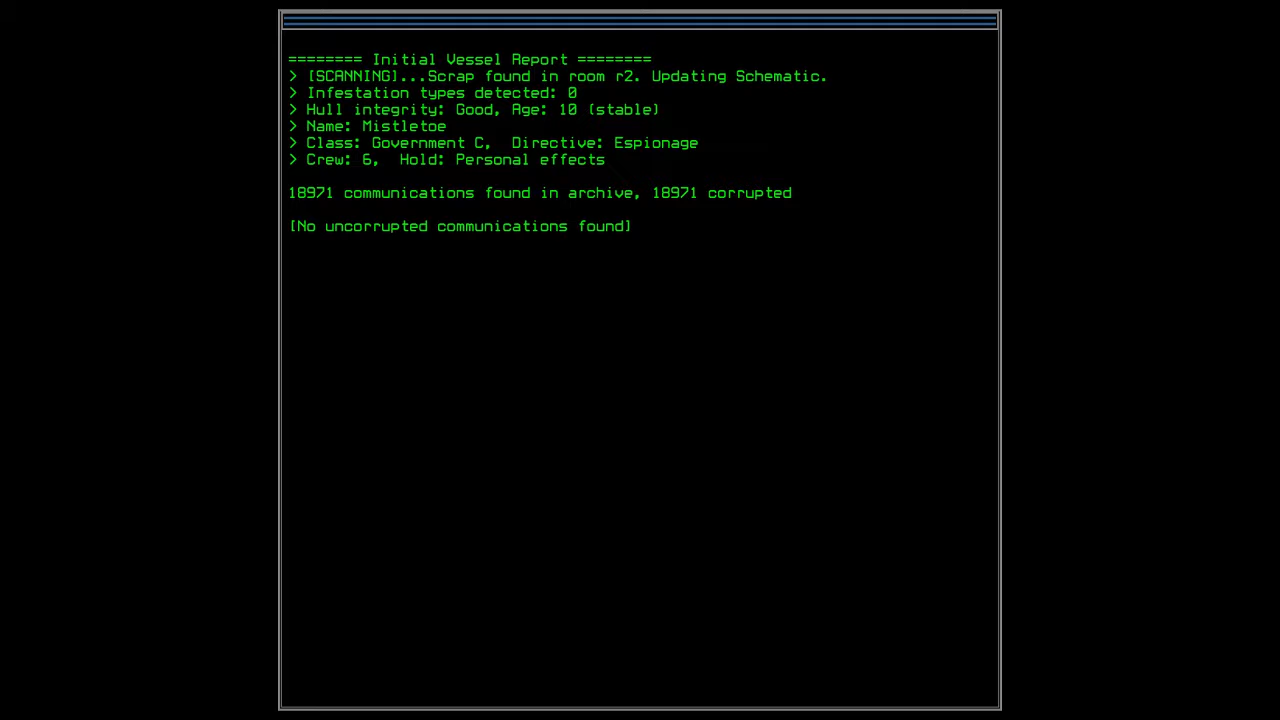 ======== Initial Vessel Report ========
> [SCANNING]...Scrap found in room r2. Updating Schematic.
> Infestation types detected: 0
> Hull integrity: Good, Age: 10 (stable)
> Name: Mistletoe
> Class: Government C,  Directive: Espionage
> Crew: 6,  Hold: Personal effects
18971 communications found in archive, 18971 corrupted
[No uncorrupted communications found]